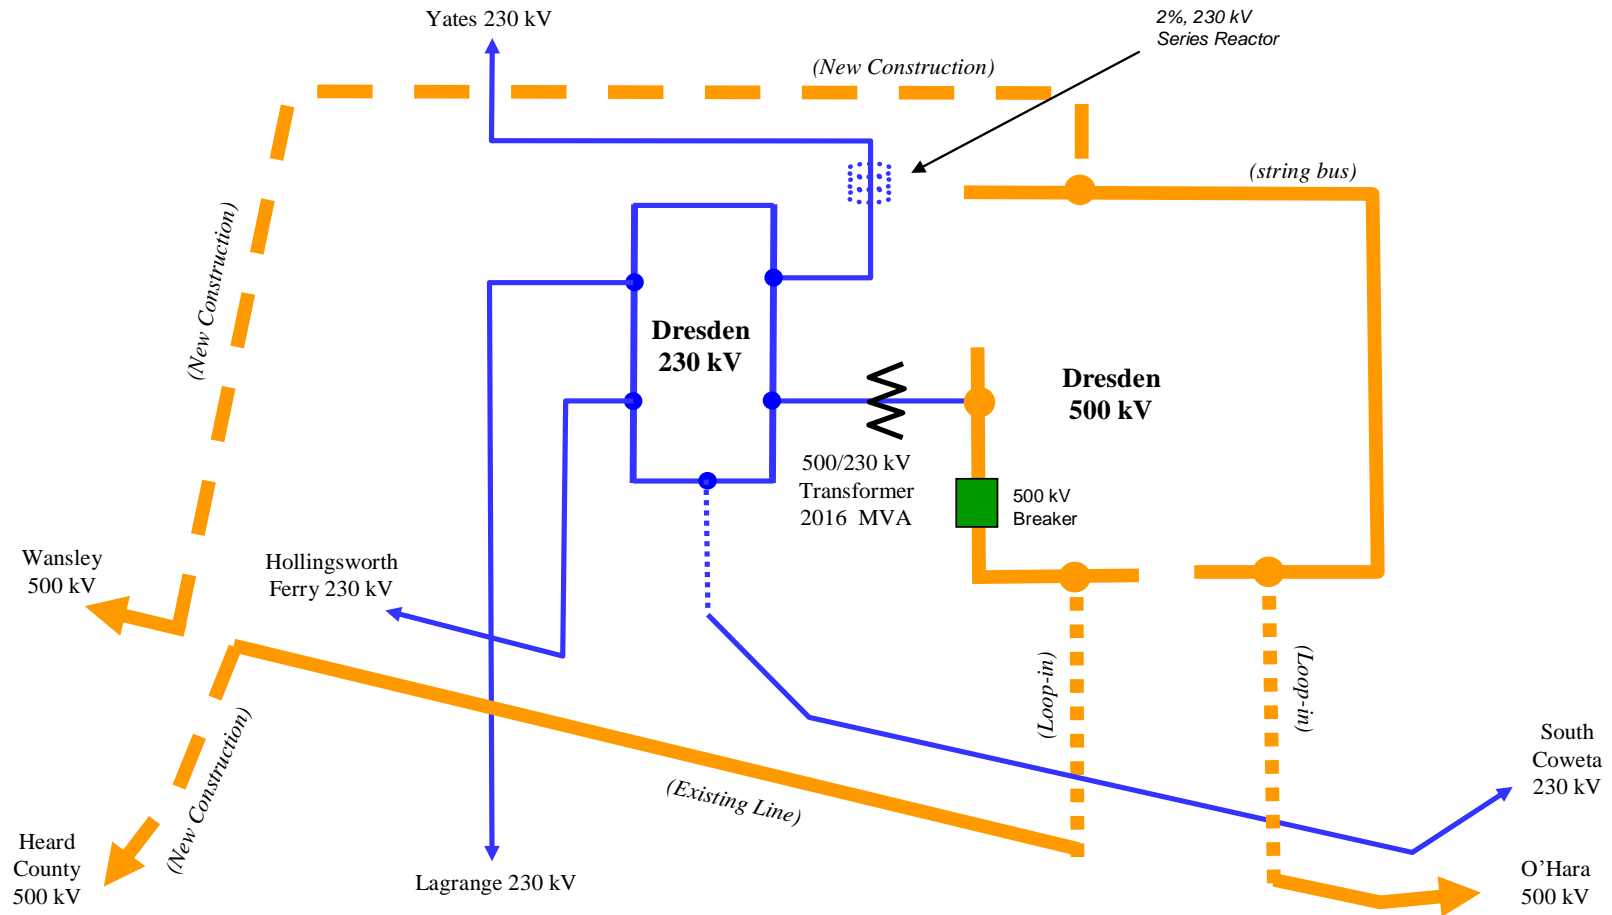 Yates 230 kV
2%, 230 kV
Series Reactor
(New Construction)
(string bus)
(New Construction)
Dresden
230 kV
Dresden
500 kV
500/230 kV
Transformer
2016 MVA
500 kV
Breaker
Wansley
500 kV
Hollingsworth
Ferry 230 kV
(Loop-in)
(Loop-in)
(New Construction)
(Existing Line)
South
Coweta
230 kV
Heard
County
500 kV
Lagrange 230 kV
O’Hara
500 kV